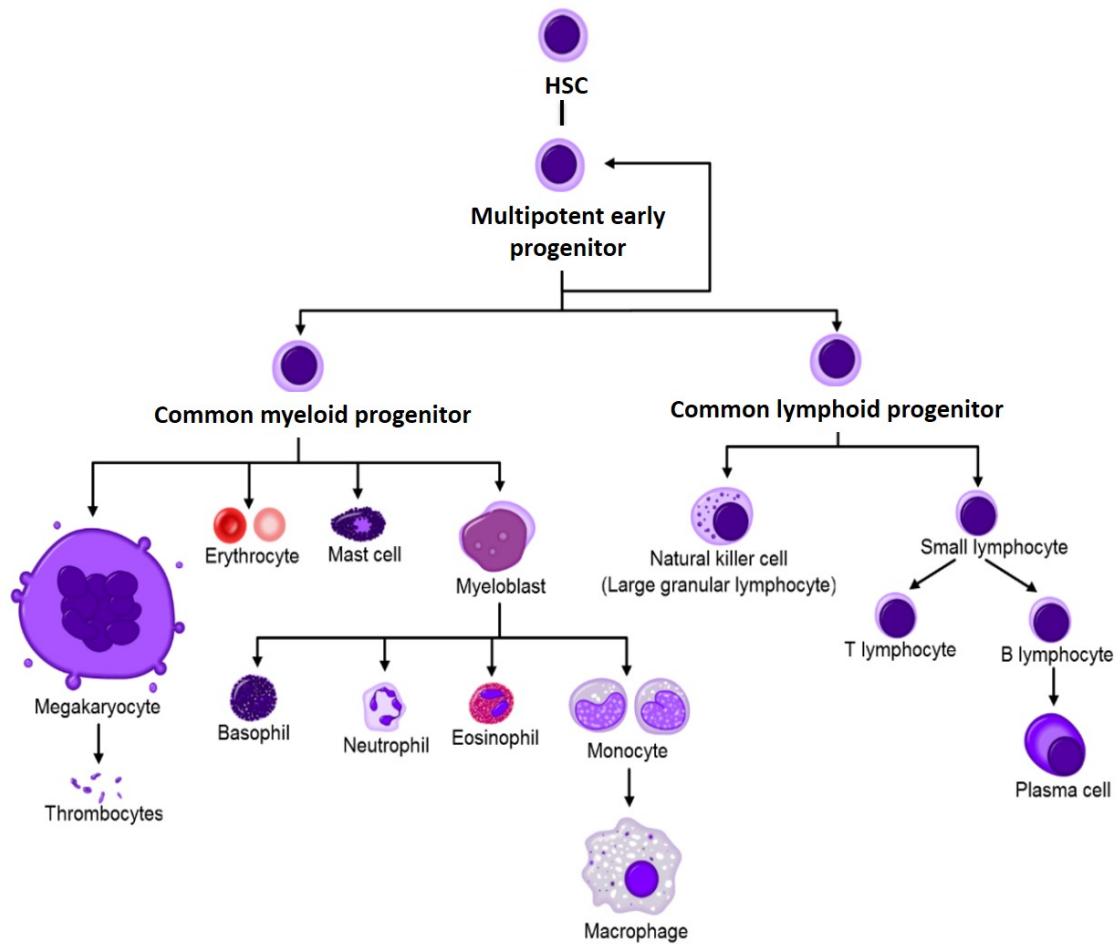 HSC
Multipotent early
progenitor
Common myeloid progenitor
Common lymphoid progenitor
Erythrocyte
Mast cell
Myeloblast
Natural killer cell
(Large granular lymphocyte)
Small lymphocyte
T lymphocyte
B lymphocyte
Megakaryocyte
Basophil
Neutrophil
Eosinophil
Monocyte
Plasma cell
Thrombocytes
Macrophage